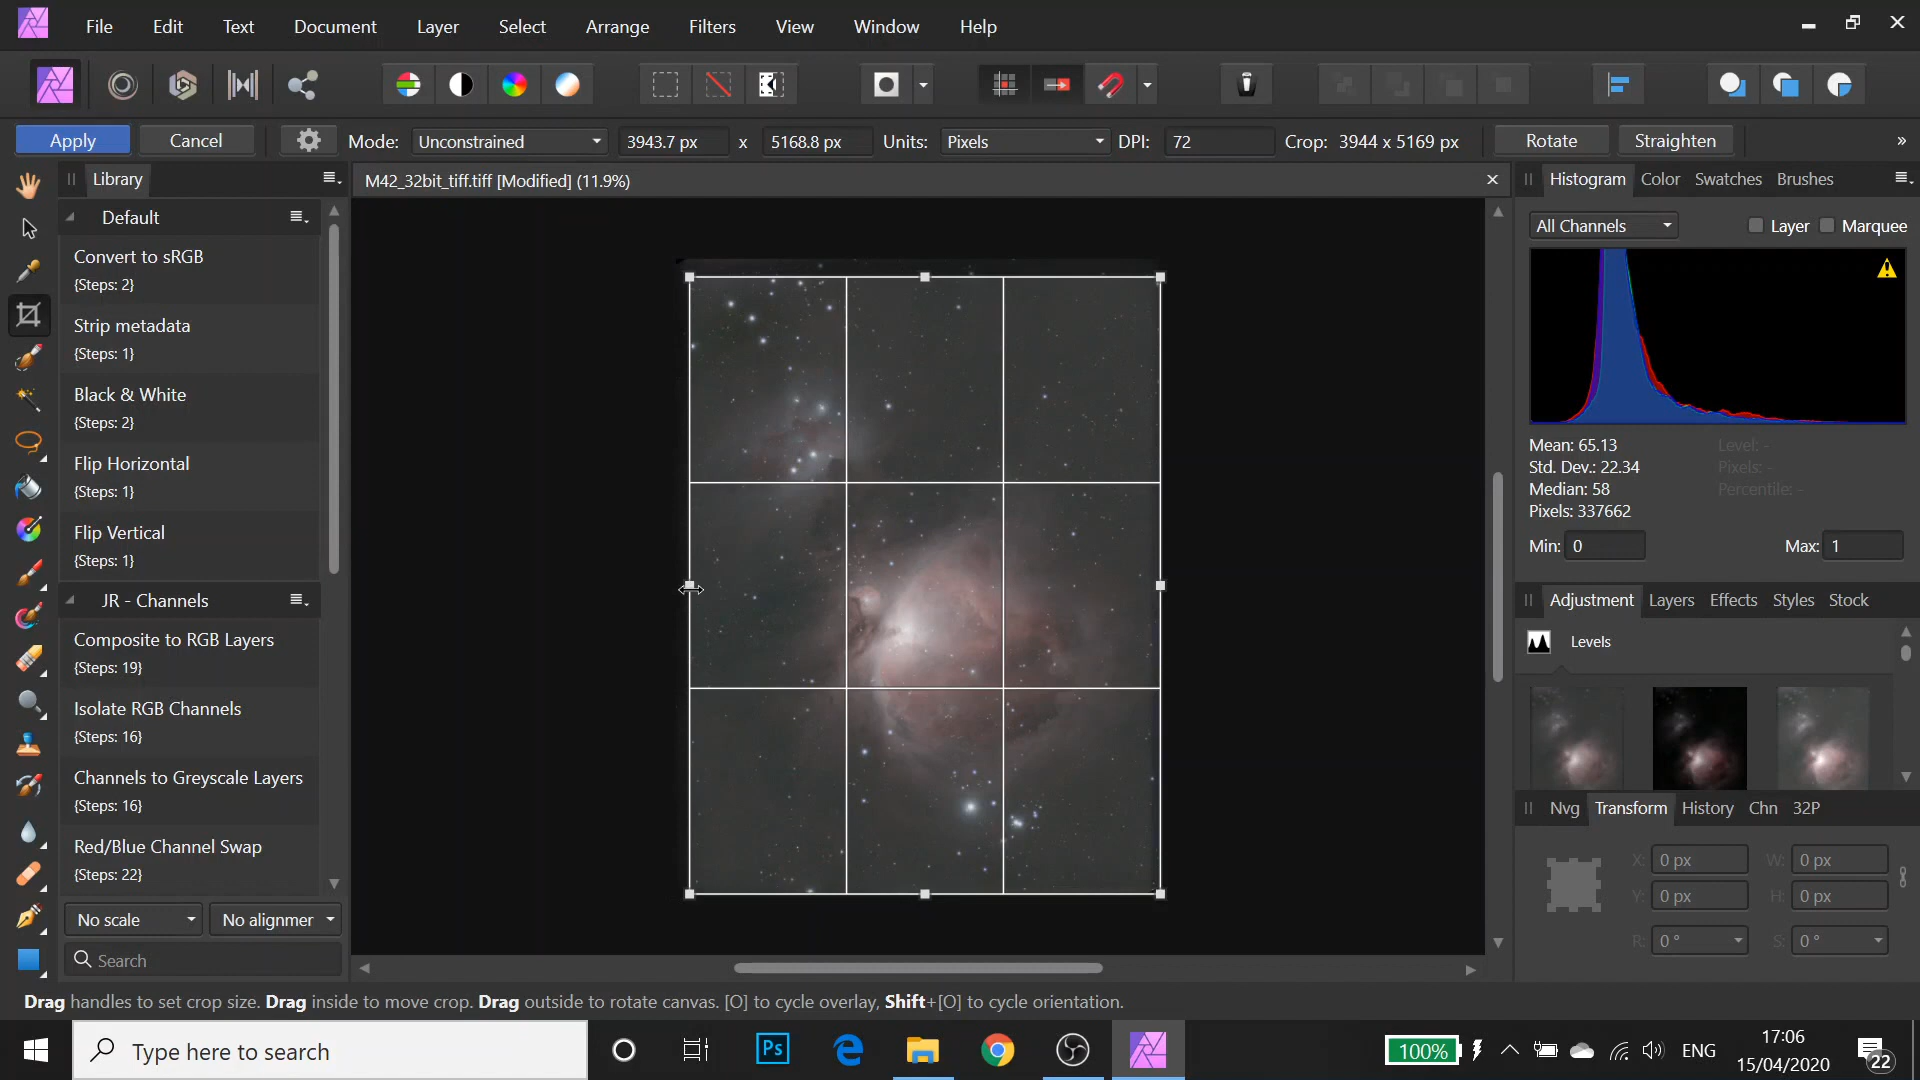 File Edit Text Document Layer Select Arrange Filters View Window Help
Apply Cancel Mode: Unconstrained 3943.7 px x 5168.8 px Units: Pixels DPI: 72 Crop: 3944 x 5169 px Rotate Straighten »
Library
M42_32bit_tiff.tiff [Modified] (11.9%)
Histogram Color Swatches Brushes
Default
Convert to sRGB
{Steps: 2}
Strip metadata
{Steps: 1}
Black & White
{Steps: 2}
Flip Horizontal
{Steps: 1}
Flip Vertical
{Steps: 1}
JR - Channels
Composite to RGB Layers
{Steps: 19}
Isolate RGB Channels
{Steps: 16}
Channels to Greyscale Layers
{Steps: 16}
Red/Blue Channel Swap
{Steps: 22}
No scale No alignmer
Search
All Channels Layer Marquee
Mean: 65.13 Level: -
Std. Dev.: 22.34 Pixels: -
Median: 58 Percentile: -
Pixels: 337662
Min: 0 Max: 1
Adjustment Layers Effects Styles Stock
Levels
Nvg Transform History Chn 32P
X: 0 px W: 0 px
Y: 0 px H: 0 px
R: 0 ° S: 0 °
Drag handles to set crop size. Drag inside to move crop. Drag outside to rotate canvas. [O] to cycle overlay, Shift+[O] to cycle orientation.
Type here to search
Ps
100%
ENG
17:06
15/04/2020
22